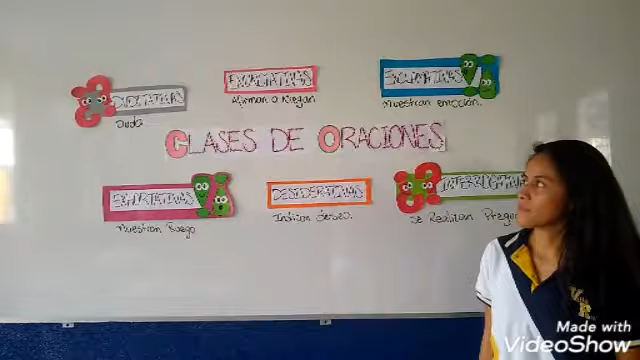 DUBITATIVAS
Duda
ENUNCIATIVAS
Afirman o Niegan
EXCLAMATIVAS
Muestran emoción.
CLASES DE ORACIONES
EXHORTATIVAS
Muestran Ruego
DESIDERATIVAS
Indican deseo.
INTERROGATIVAS
Se Realizan Pregun
Made with
VideoShow